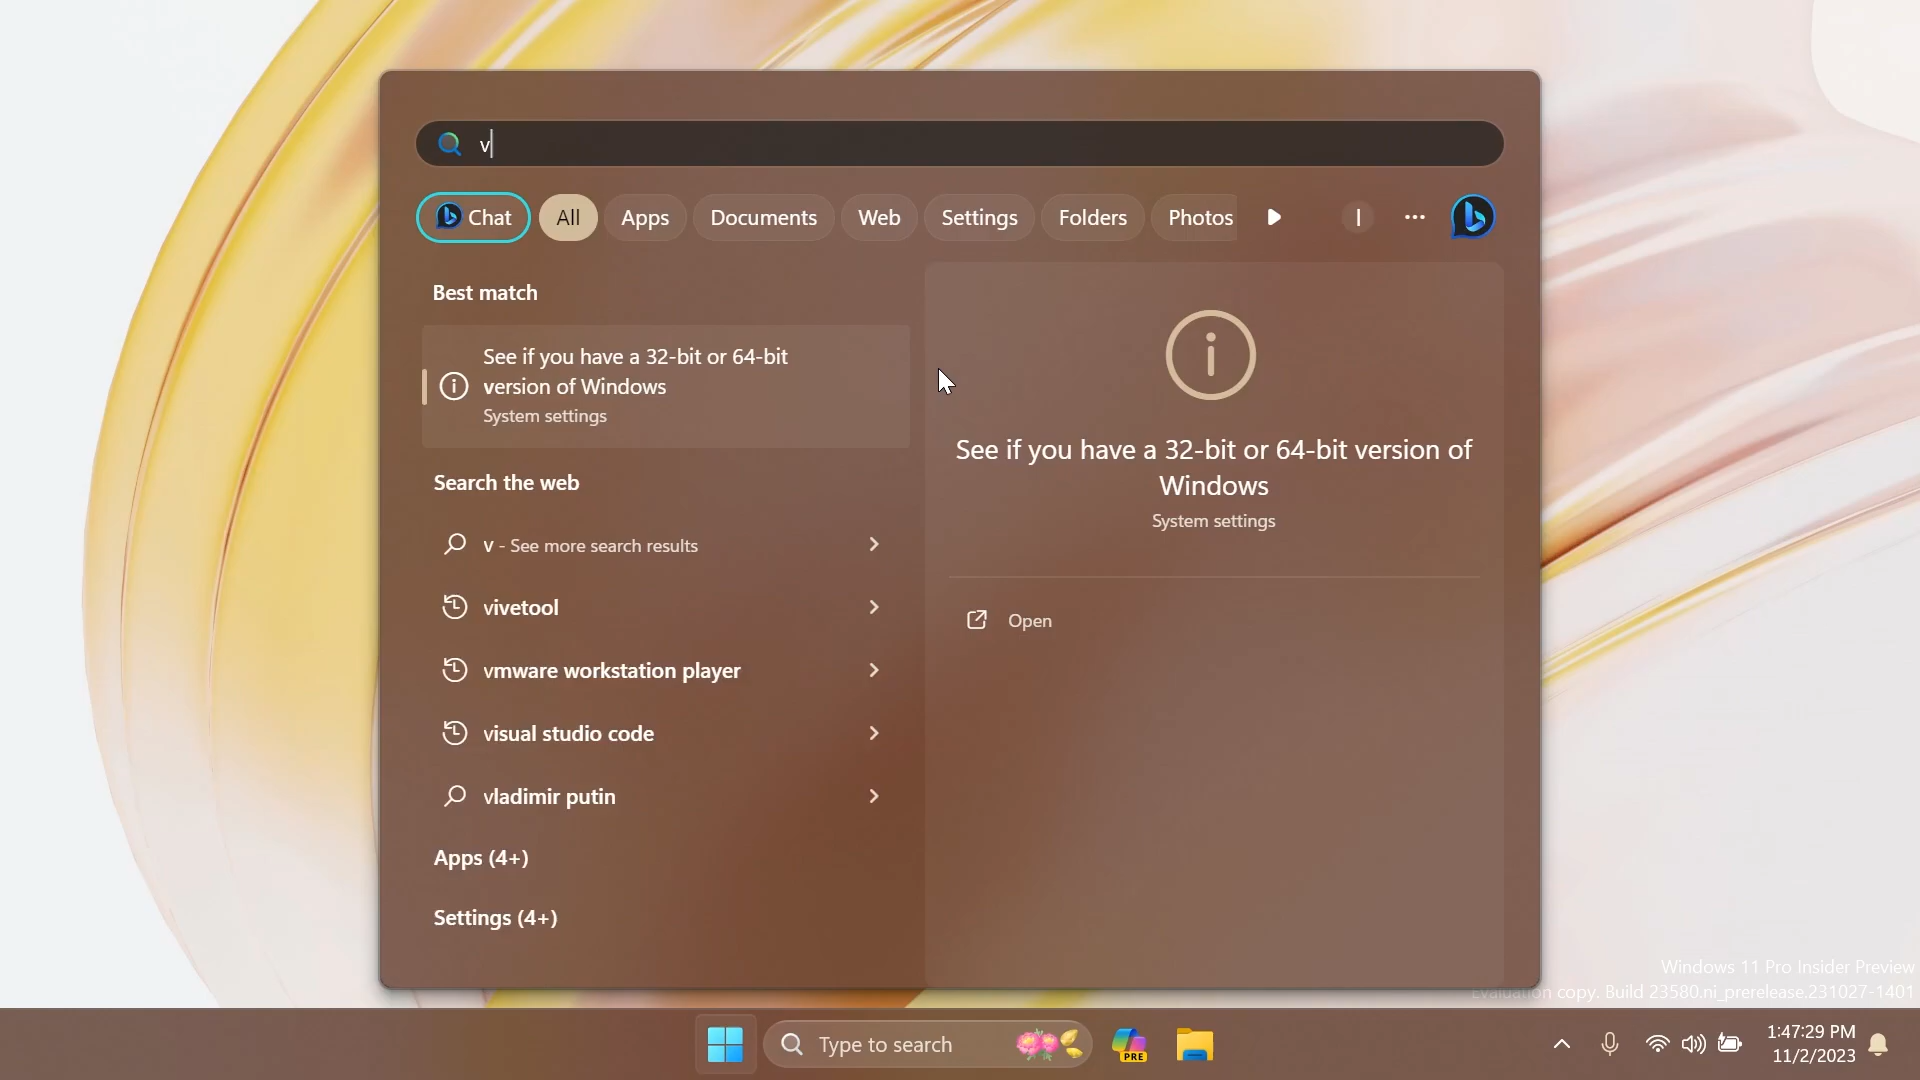 v
Chat
All
Apps
Documents
Web
Settings
Folders
Photos
Best match
See if you have a 32-bit or 64-bit
version of Windows
System settings
Search the web
v - See more search results
vivetool
vmware workstation player
visual studio code
vladimir putin
Apps (4+)
Settings (4+)
See if you have a 32-bit or 64-bit version of
Windows
System settings
Open
Windows 11 Pro Insider Preview
Evaluation copy. Build 23580.ni_prerelease.231027-1401
Type to search
PRE
1:47:29 PM
11/2/2023